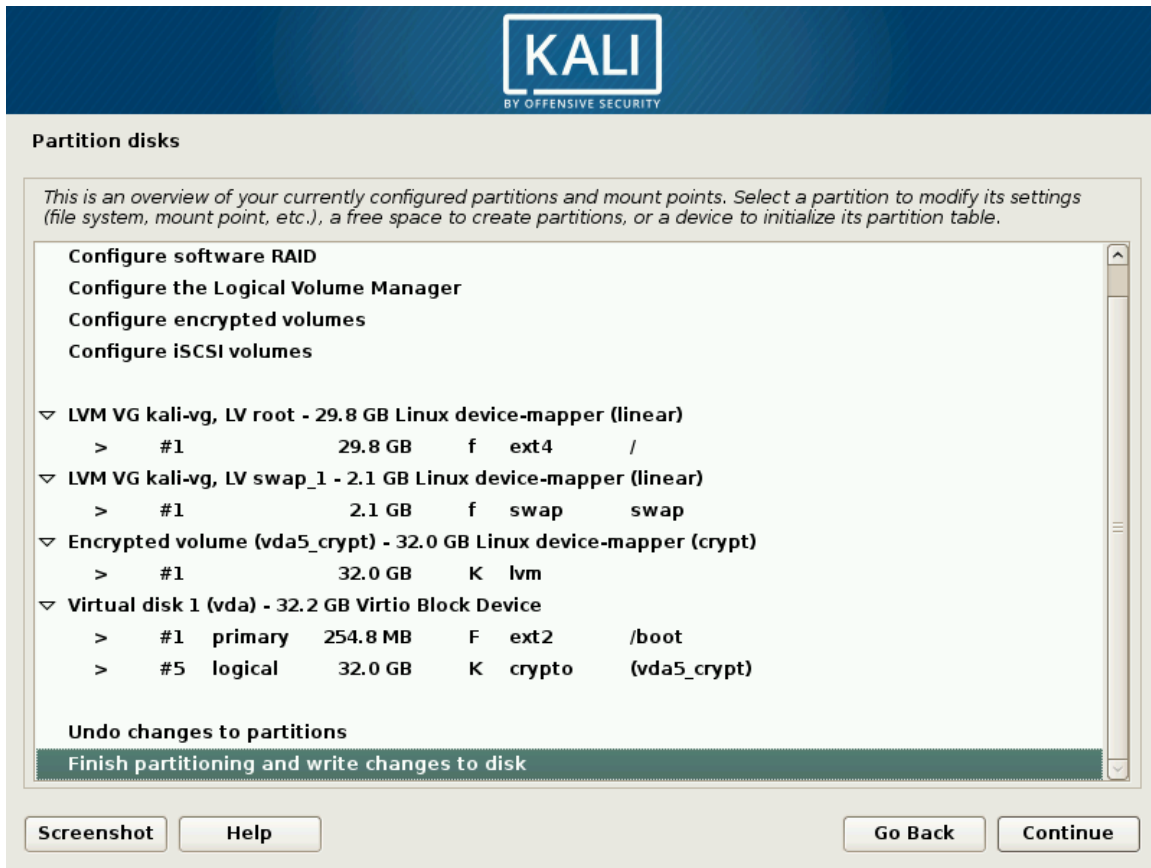 KALI
BY OFFENSIVE SECURITY
Partition disks
This is an overview of your currently configured partitions and mount points. Select a partition to modify its settings
(file system, mount point, etc.), a free space to create partitions, or a device to initialize its partition table.
Configure software RAID
Configure the Logical Volume Manager
Configure encrypted volumes
Configure iSCSI volumes
LVM VG kali-vg, LV root - 29.8 GB Linux device-mapper (linear)
> #1 29.8 GB f ext4 /
LVM VG kali-vg, LV swap_1 - 2.1 GB Linux device-mapper (linear)
> #1 2.1 GB f swap swap
Encrypted volume (vda5_crypt) - 32.0 GB Linux device-mapper (crypt)
> #1 32.0 GB K lvm
Virtual disk 1 (vda) - 32.2 GB Virtio Block Device
> #1 primary 254.8 MB F ext2 /boot
> #5 logical 32.0 GB K crypto (vda5_crypt)
Undo changes to partitions
Finish partitioning and write changes to disk
Screenshot Help Go Back Continue